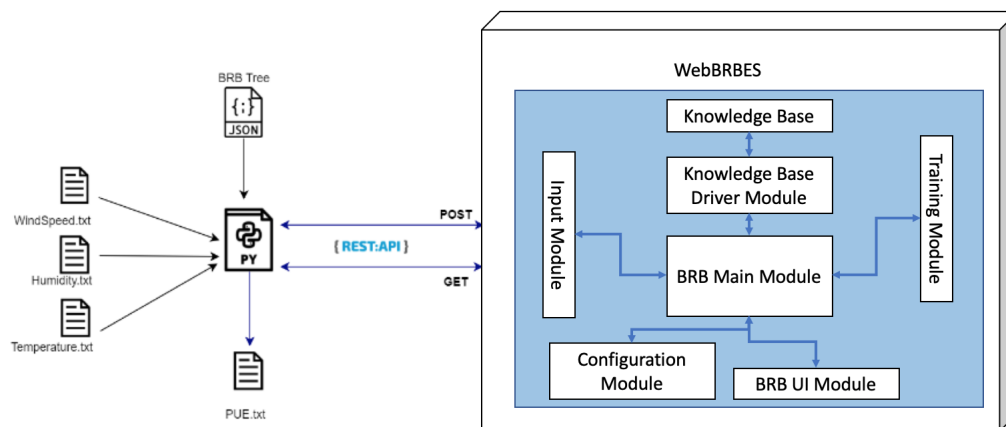 BRB Tree
{;}
JSON
WindSpeed.txt
Humidity.txt
Temperature.txt
PY
PUE.txt
POST
{ REST:API }
GET
WebBRBES
Knowledge Base
Knowledge Base
Driver Module
Input Module
Training Module
BRB Main Module
Configuration
Module
BRB UI Module